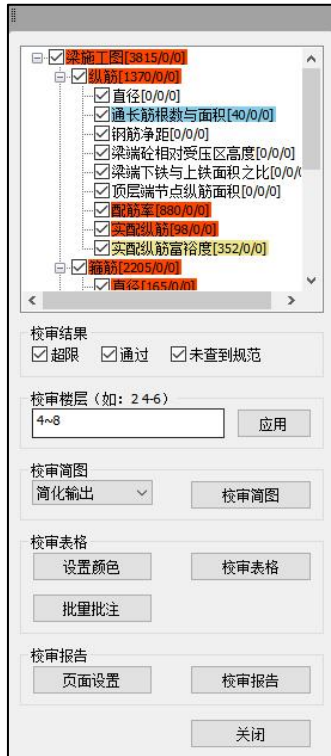 梁施工图[3815/0/0]
纵筋[1370/0/0]
直径[0/0/0]
通长筋根数与面积[40/0/0]
钢筋净距[0/0/0]
梁端砼相对受压区高度[0/0/0]
梁端下铁与上铁面积之比[0/0/
顶层端节点纵筋面积[0/0/0]
配筋率[880/0/0]
实配纵筋[98/0/0]
实配纵筋富裕度[352/0/0]
箍筋[2205/0/0]
直径[165/0/0]
校审结果
超限 通过 未查到规范
校审楼层（如：2 4-6）
4~8 应用
校审简图
简化输出 校审简图
校审表格
设置颜色 校审表格
批量批注
校审报告
页面设置 校审报告
关闭